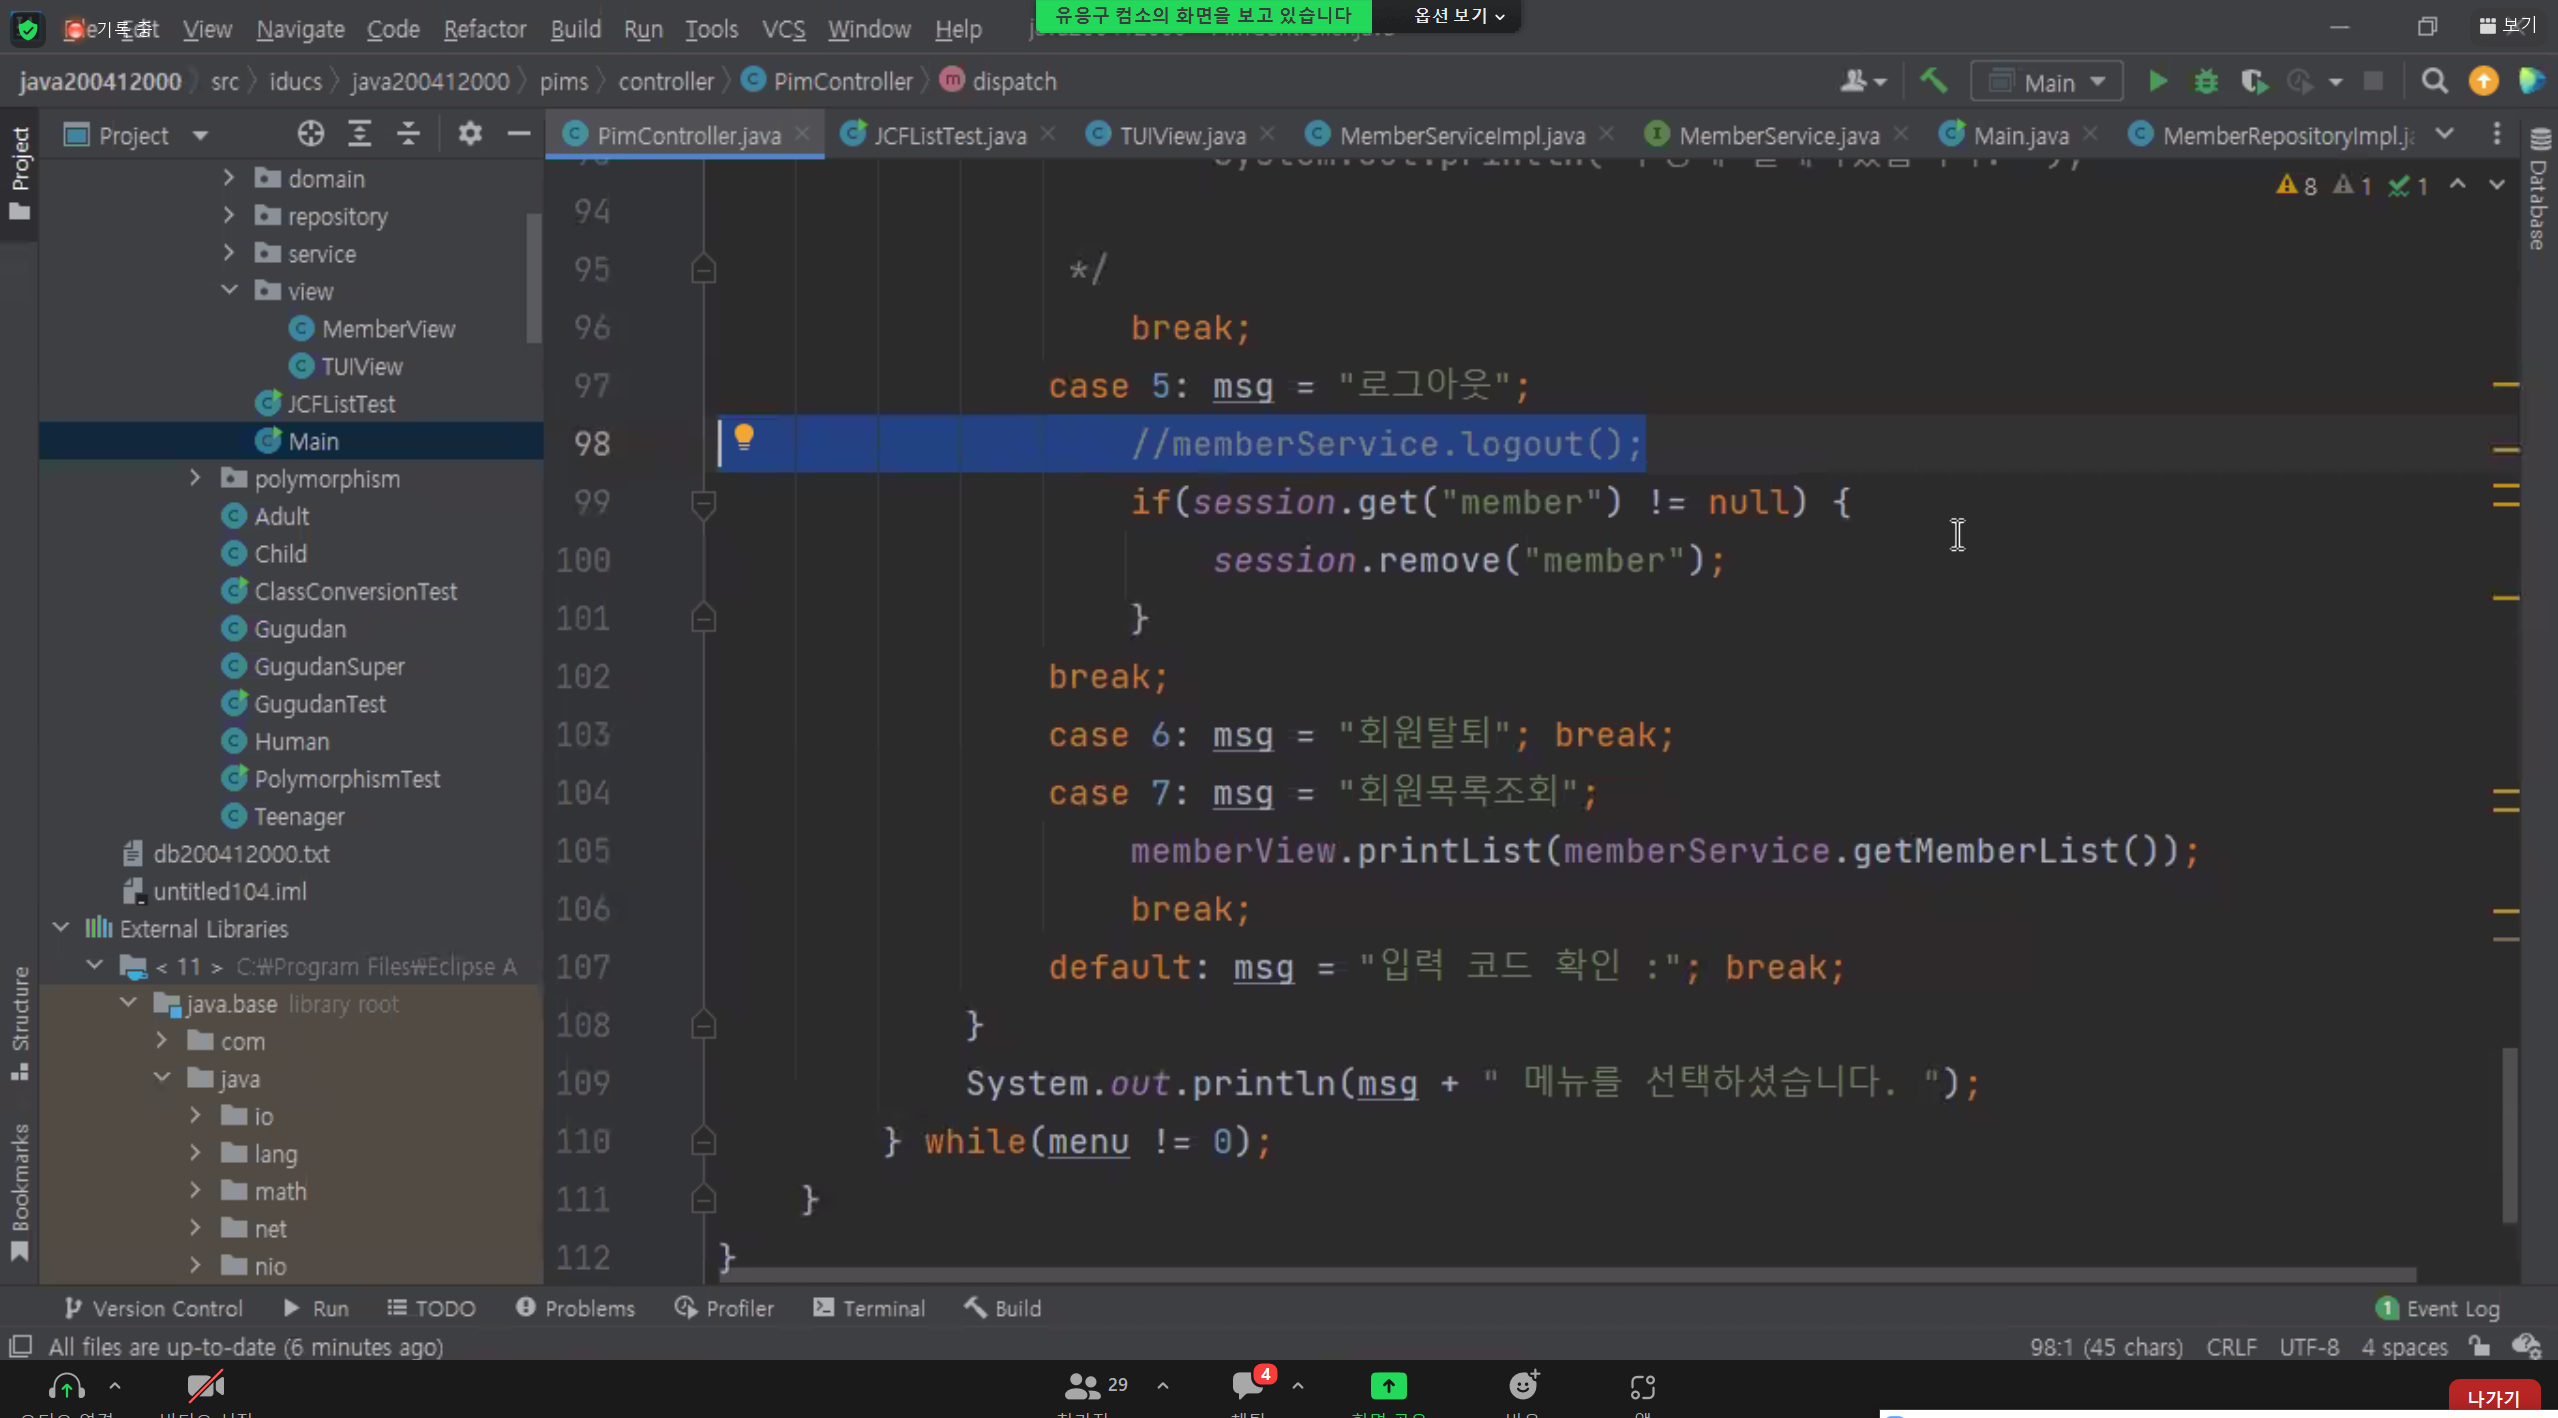 유응구 컴소의 화면을 보고 있습니다 옵션 보기
기록 중
View Navigate Code Refactor Build Run Tools VCS Window Help
보기
java200412000 src iducs java200412000 pims controller PimController dispatch
Main
Project
PimController.java JCFListTest.java TUIView.java MemberServiceImpl.java MemberService.java Main.java MemberRepositoryImpl.j
Project
Structure
Bookmarks
Database
8 1 1
domain
repository
service
view
MemberView
TUIView
JCFListTest
Main
polymorphism
Adult
Child
ClassConversionTest
Gugudan
GugudanSuper
GugudanTest
Human
PolymorphismTest
Teenager
db200412000.txt
untitled104.iml
External Libraries
< 11 > C:₩Program Files₩Eclipse A
java.base library root
com
java
io
lang
math
net
nio
94
95 */
96 break;
97 case 5: msg = "로그아웃";
98 //memberService.logout();
99 if(session.get("member") != null) {
100 session.remove("member");
101 }
102 break;
103 case 6: msg = "회원탈퇴"; break;
104 case 7: msg = "회원목록조회";
105 memberView.printList(memberService.getMemberList());
106 break;
107 default: msg = "입력 코드 확인 :"; break;
108 }
109 System.out.println(msg + " 메뉴를 선택하셨습니다. ");
110 } while(menu != 0);
111 }
112 }
Version Control Run TODO Problems Profiler Terminal Build 1 Event Log
All files are up-to-date (6 minutes ago) 98:1 (45 chars) CRLF UTF-8 4 spaces
29 4
나가기